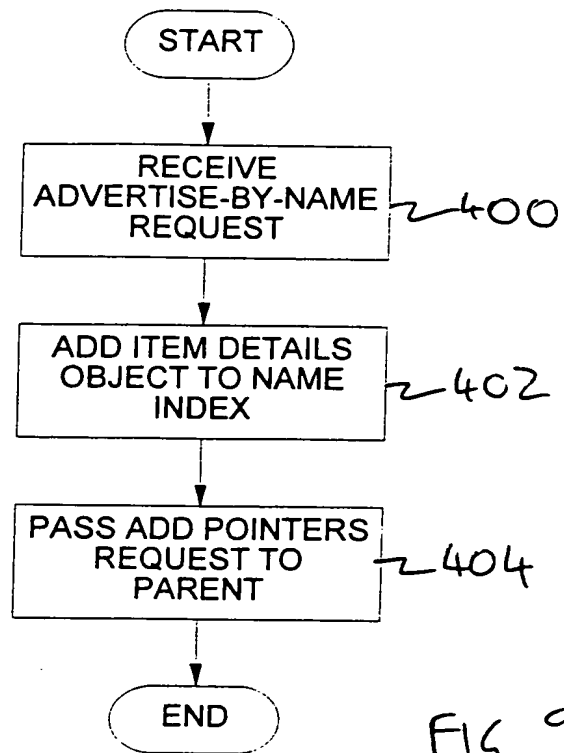 START
RECEIVE
ADVERTISE-BY-NAME
REQUEST
400
ADD ITEM DETAILS
OBJECT TO NAME
INDEX
402
PASS ADD POINTERS
REQUEST TO
PARENT
404
END
FIG 9